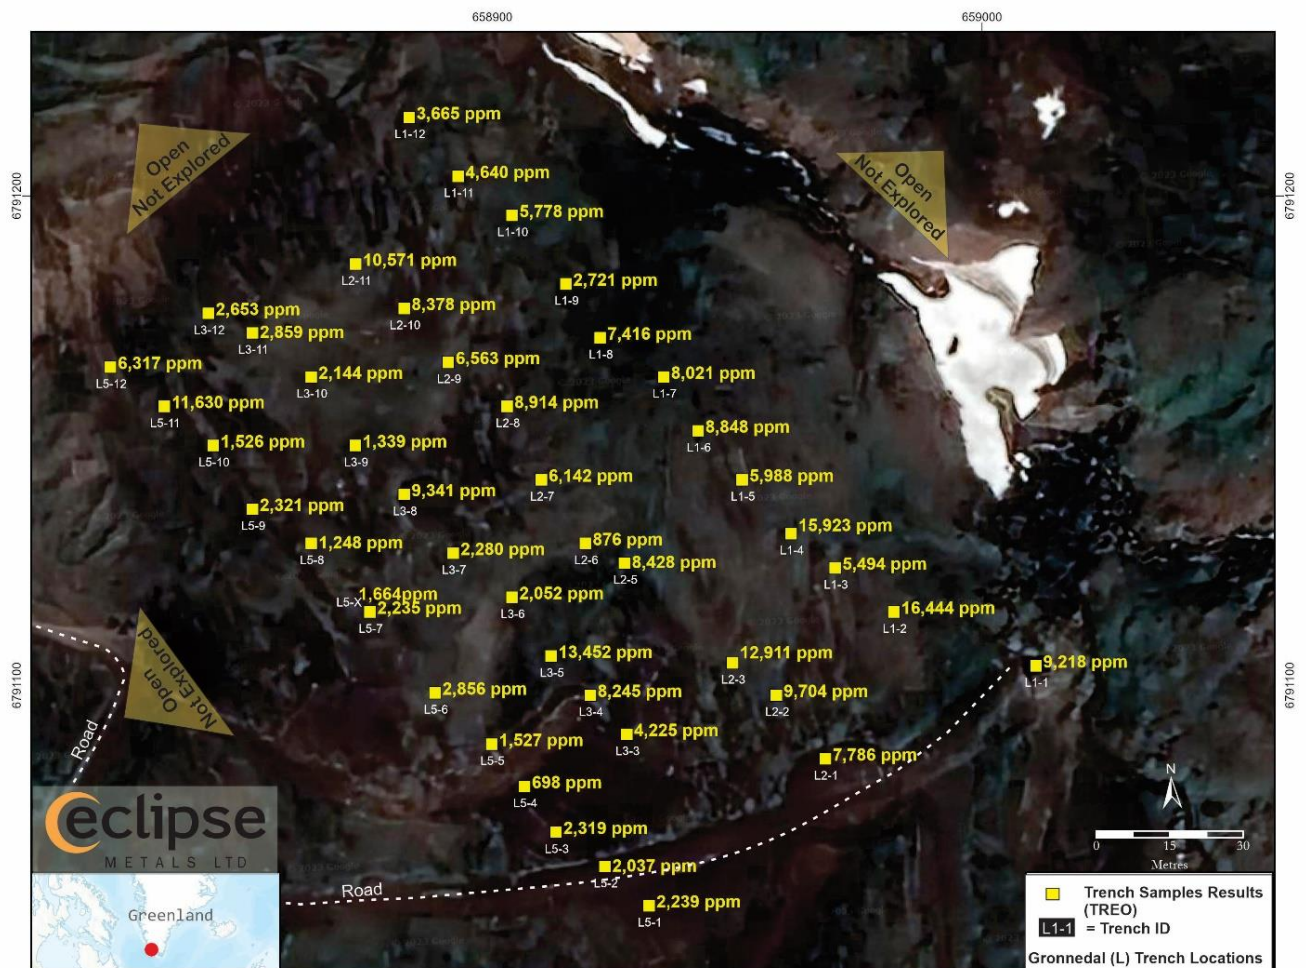 658900
659000
6791200
6791200
6791100
6791100
Open
Not Explored
Open
Not Explored
Open
Not Explored
3,665 ppm
L1-12
4,640 ppm
L1-11
5,778 ppm
L1-10
10,571 ppm
L2-11
2,721 ppm
L1-9
2,653 ppm
L3-12
8,378 ppm
L2-10
2,859 ppm
L3-11
7,416 ppm
L1-8
6,317 ppm
L5-12
2,144 ppm
L3-10
6,563 ppm
L2-9
8,021 ppm
L1-7
11,630 ppm
L5-11
8,914 ppm
L2-8
8,848 ppm
L1-6
1,526 ppm
L5-10
1,339 ppm
L3-9
6,142 ppm
L2-7
5,988 ppm
L1-5
9,341 ppm
L3-8
2,321 ppm
L5-9
15,923 ppm
L1-4
1,248 ppm
L5-8
2,280 ppm
L3-7
876 ppm
L2-6
8,428 ppm
L2-5
5,494 ppm
L1-3
1,664ppm
L5-X
2,235 ppm
L5-7
2,052 ppm
L3-6
16,444 ppm
L1-2
13,452 ppm
L3-5
12,911 ppm
L2-3
9,218 ppm
L1-1
2,856 ppm
L5-6
8,245 ppm
L3-4
9,704 ppm
L2-2
4,225 ppm
L3-3
1,527 ppm
L5-5
7,786 ppm
L2-1
698 ppm
L5-4
2,319 ppm
L5-3
2,037 ppm
L5-2
2,239 ppm
L5-1
Road
Road
eclipse
METALS LTD
Greenland
N
0 15 30
Metres
Trench Samples Results
(TREO)
L1-1 = Trench ID
Gronnedal (L) Trench Locations